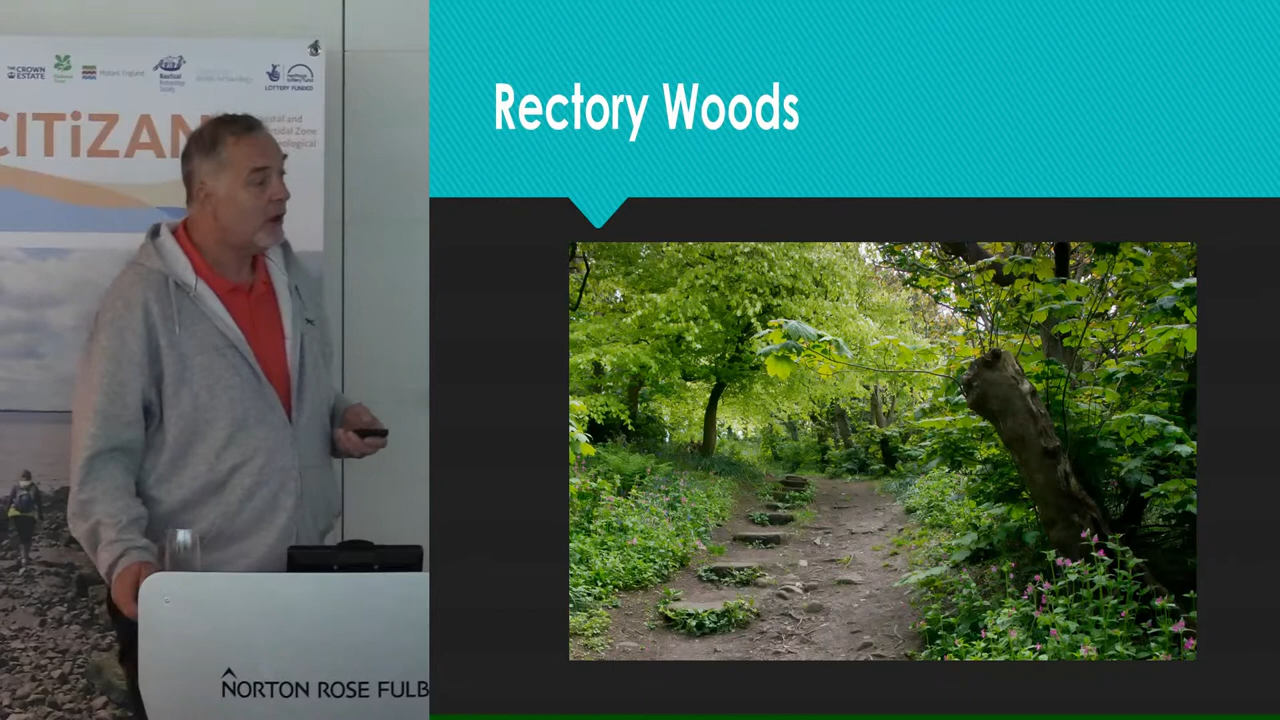 THE CROWN
ESTATE
Historic England
Nautical
Archaeology
Society
LOTTERY FUNDED
CITiZAN
Coastal and
Intertidal Zone
Archaeological
NORTON ROSE FULB
Rectory Woods